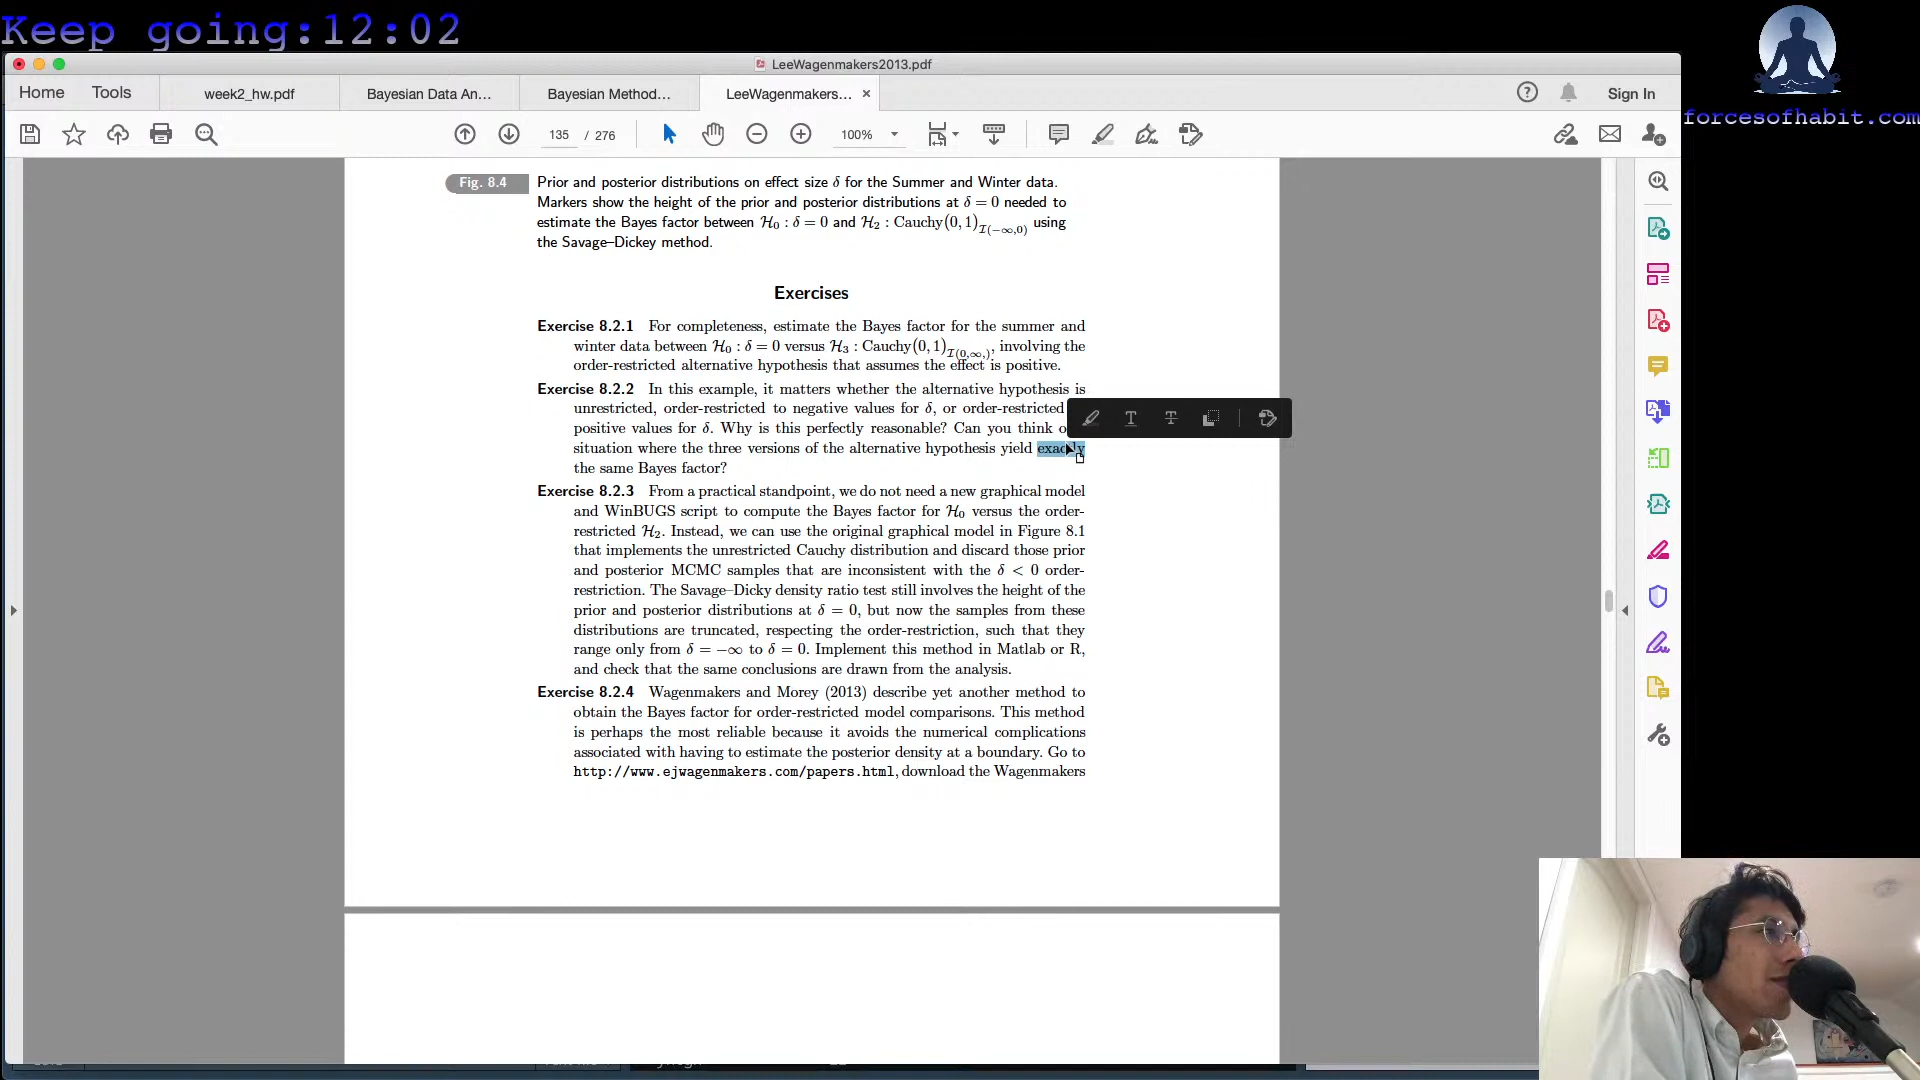 Keep going:12:02
forcesofhabit.com
LeeWagenmakers2013.pdf
Home
Tools
week2_hw.pdf
Bayesian Data An...
Bayesian Method...
LeeWagenmakers...
Sign In
135 / 276
100%
Fig. 8.4
Prior and posterior distributions on effect size δ for the Summer and Winter data.
Markers show the height of the prior and posterior distributions at δ = 0 needed to
estimate the Bayes factor between H₀ : δ = 0 and H₂ : Cauchy(0, 1)I(−∞,0) using
the Savage–Dickey method.
Exercises
Exercise 8.2.1 For completeness, estimate the Bayes factor for the summer and
winter data between H₀ : δ = 0 versus H₃ : Cauchy(0, 1)I(0,∞,), involving the
order-restricted alternative hypothesis that assumes the effect is positive.
Exercise 8.2.2 In this example, it matters whether the alternative hypothesis is
unrestricted, order-restricted to negative values for δ, or order-restricted
positive values for δ. Why is this perfectly reasonable? Can you think
situation where the three versions of the alternative hypothesis yield exactly
the same Bayes factor?
Exercise 8.2.3 From a practical standpoint, we do not need a new graphical model
and WinBUGS script to compute the Bayes factor for H₀ versus the order-
restricted H₂. Instead, we can use the original graphical model in Figure 8.1
that implements the unrestricted Cauchy distribution and discard those prior
and posterior MCMC samples that are inconsistent with the δ < 0 order-
restriction. The Savage–Dicky density ratio test still involves the height of the
prior and posterior distributions at δ = 0, but now the samples from these
distributions are truncated, respecting the order-restriction, such that they
range only from δ = −∞ to δ = 0. Implement this method in Matlab or R,
and check that the same conclusions are drawn from the analysis.
Exercise 8.2.4 Wagenmakers and Morey (2013) describe yet another method to
obtain the Bayes factor for order-restricted model comparisons. This method
is perhaps the most reliable because it avoids the numerical complications
associated with having to estimate the posterior density at a boundary. Go to
http://www.ejwagenmakers.com/papers.html, download the Wagenmakers